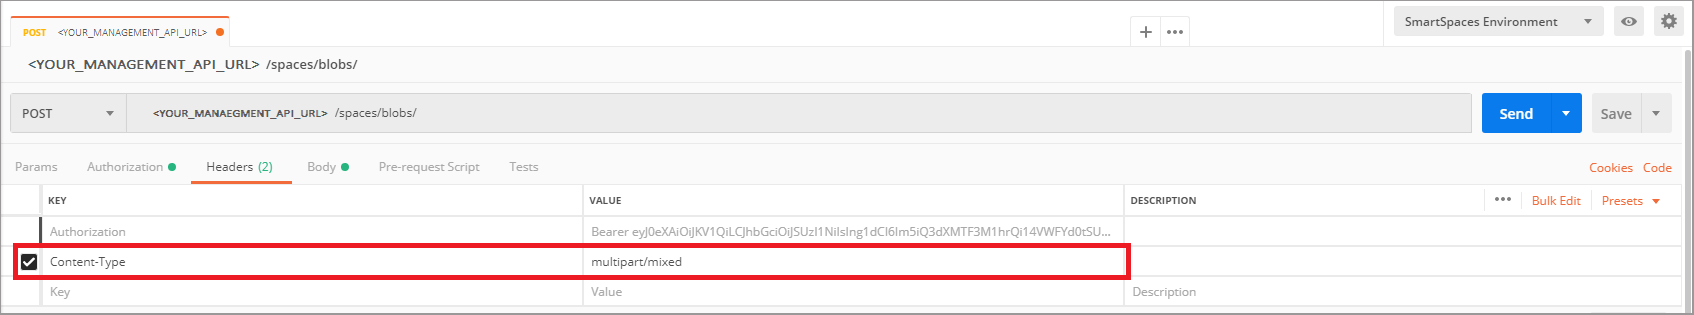 SmartSpaces Environment
POST <YOUR_MANAGEMENT_API_URL>
<YOUR_MANAGEMENT_API_URL> /spaces/blobs/
POST <YOUR_MANAEGMENT_API_URL> /spaces/blobs/ Send Save
Params Authorization Headers (2) Body Pre-request Script Tests Cookies Code
KEY VALUE DESCRIPTION Bulk Edit Presets
Authorization Bearer eyJ0eXAiOiJKV1QiLCJhbGciOiJSUzI1NiIsIng1dCI6Im5iQ3dXMTF3M1hrQi14VWFYd0tSU...
Content-Type multipart/mixed
Key Value Description